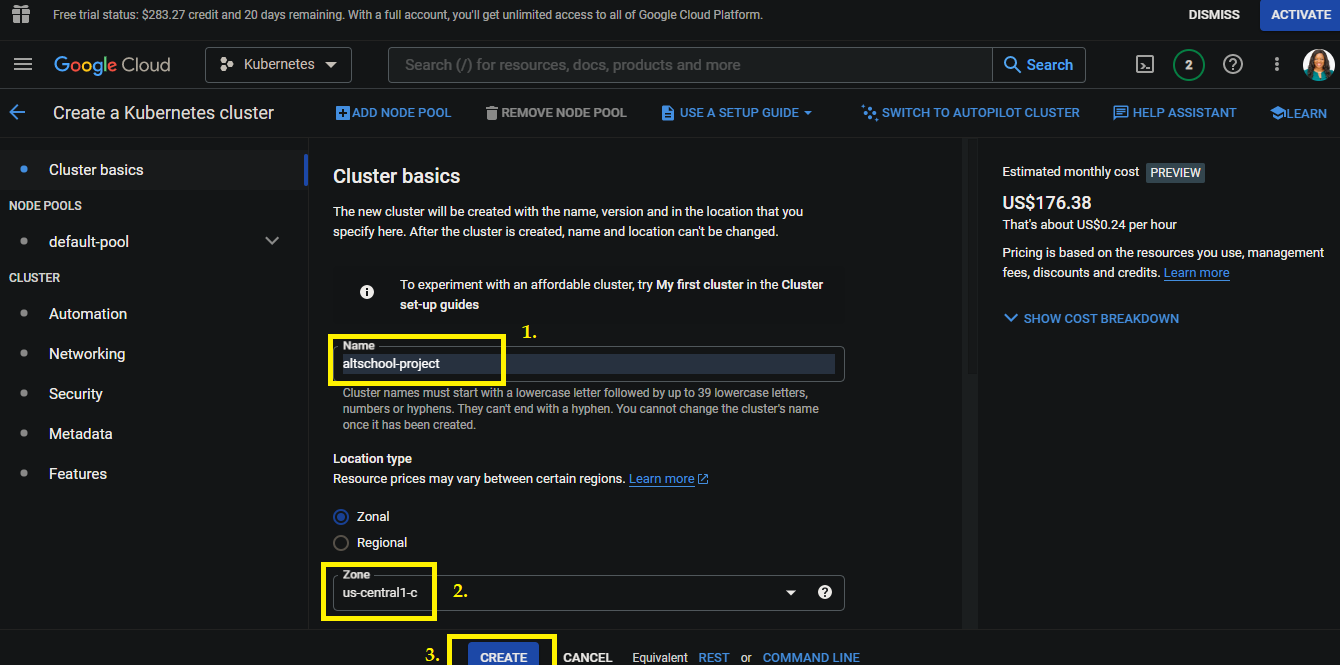 Free trial status: $283.27 credit and 20 days remaining. With a full account, you'll get unlimited access to all of Google Cloud Platform.
DISMISS
ACTIVATE
Google Cloud
Kubernetes
Search (/) for resources, docs, products and more
Search
2
Create a Kubernetes cluster
ADD NODE POOL
REMOVE NODE POOL
USE A SETUP GUIDE
SWITCH TO AUTOPILOT CLUSTER
HELP ASSISTANT
LEARN
Cluster basics
NODE POOLS
default-pool
CLUSTER
Automation
Networking
Security
Metadata
Features
Cluster basics
The new cluster will be created with the name, version and in the location that you
specify here. After the cluster is created, name and location can't be changed.
To experiment with an affordable cluster, try My first cluster in the Cluster
set-up guides
1.
Name
altschool-project
Cluster names must start with a lowercase letter followed by up to 39 lowercase letters,
numbers or hyphens. They can't end with a hyphen. You cannot change the cluster's name
once it has been created.
Location type
Resource prices may vary between certain regions. Learn more
Zonal
Regional
Zone
us-central1-c
2.
3.
CREATE
CANCEL
Equivalent REST or COMMAND LINE
Estimated monthly cost PREVIEW
US$176.38
That's about US$0.24 per hour
Pricing is based on the resources you use, management
fees, discounts and credits. Learn more
SHOW COST BREAKDOWN